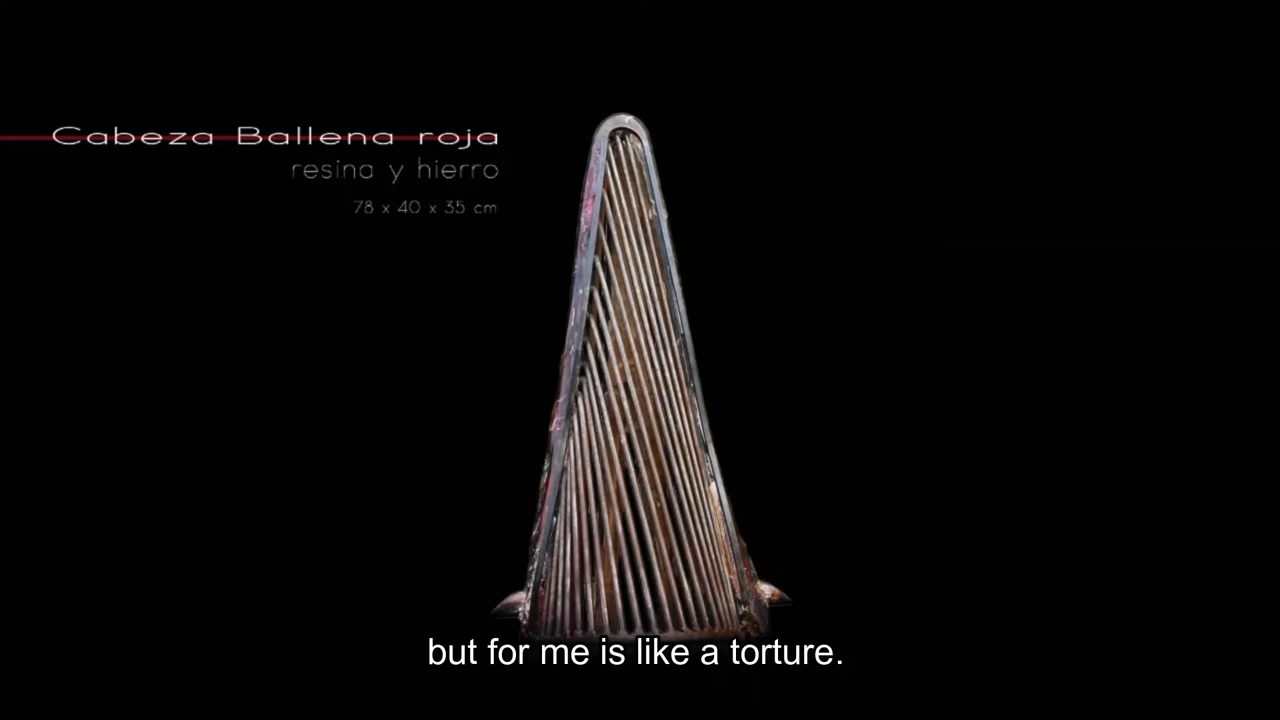 Cabeza Ballena roja
resina y hierro
78 x 40 x 35 cm
but for me is like a torture.